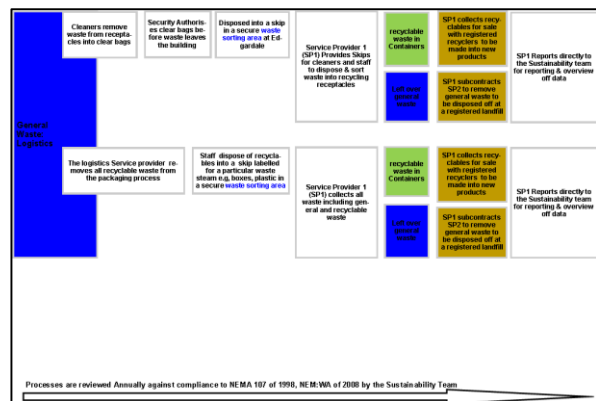 Cleaners remove
waste from recepta-
cles into clear bags
Security Authoris-
es clear bags be-
fore waste leaves
the building
Disposed into a skip
in a secure waste
sorting area at Ed-
gardale
Service Provider 1
(SP1) Provides Skips
for cleaners and staff
to dispose & sort
waste into recycling
receptacles
recyclable
waste in
Containers
Left over
general
waste
SP1 collects recy-
clables for sale
with registered
recyclers to be
made into new
products
SP1 subcontracts
SP2 to remove
general waste to
be disposed off at
a registered landfill
SP1 Reports directly to
the Sustainability team
for reporting & overview
off data
General
Waste:
Logistics
The logistics Service provider re-
moves all recyclable waste from
the packaging process
Staff dispose of recycla-
bles into a skip labelled
for a particular waste
steam e.g, boxes, plastic in
a secure waste sorting area
Service Provider 1
(SP1) collects all
waste including gen-
eral and recyclable
waste
recyclable
waste in
Containers
Left over
general
waste
SP1 collects recy-
clables for sale
with registered
recyclers to be
made into new
products
SP1 subcontracts
SP2 to remove
general waste to
be disposed off at
a registered landfill
SP1 Reports directly to
the Sustainability team
for reporting & overview
off data
Processes are reviewed Annually against compliance to NEMA 107 of 1998, NEM:WA of 2008 by the Sustainability Team